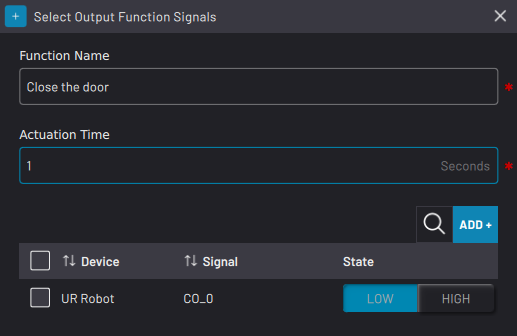 + Select Output Function Signals
Function Name
Close the door *
Actuation Time
1 Seconds *
ADD +
Device Signal State
UR Robot CO_0 LOW HIGH